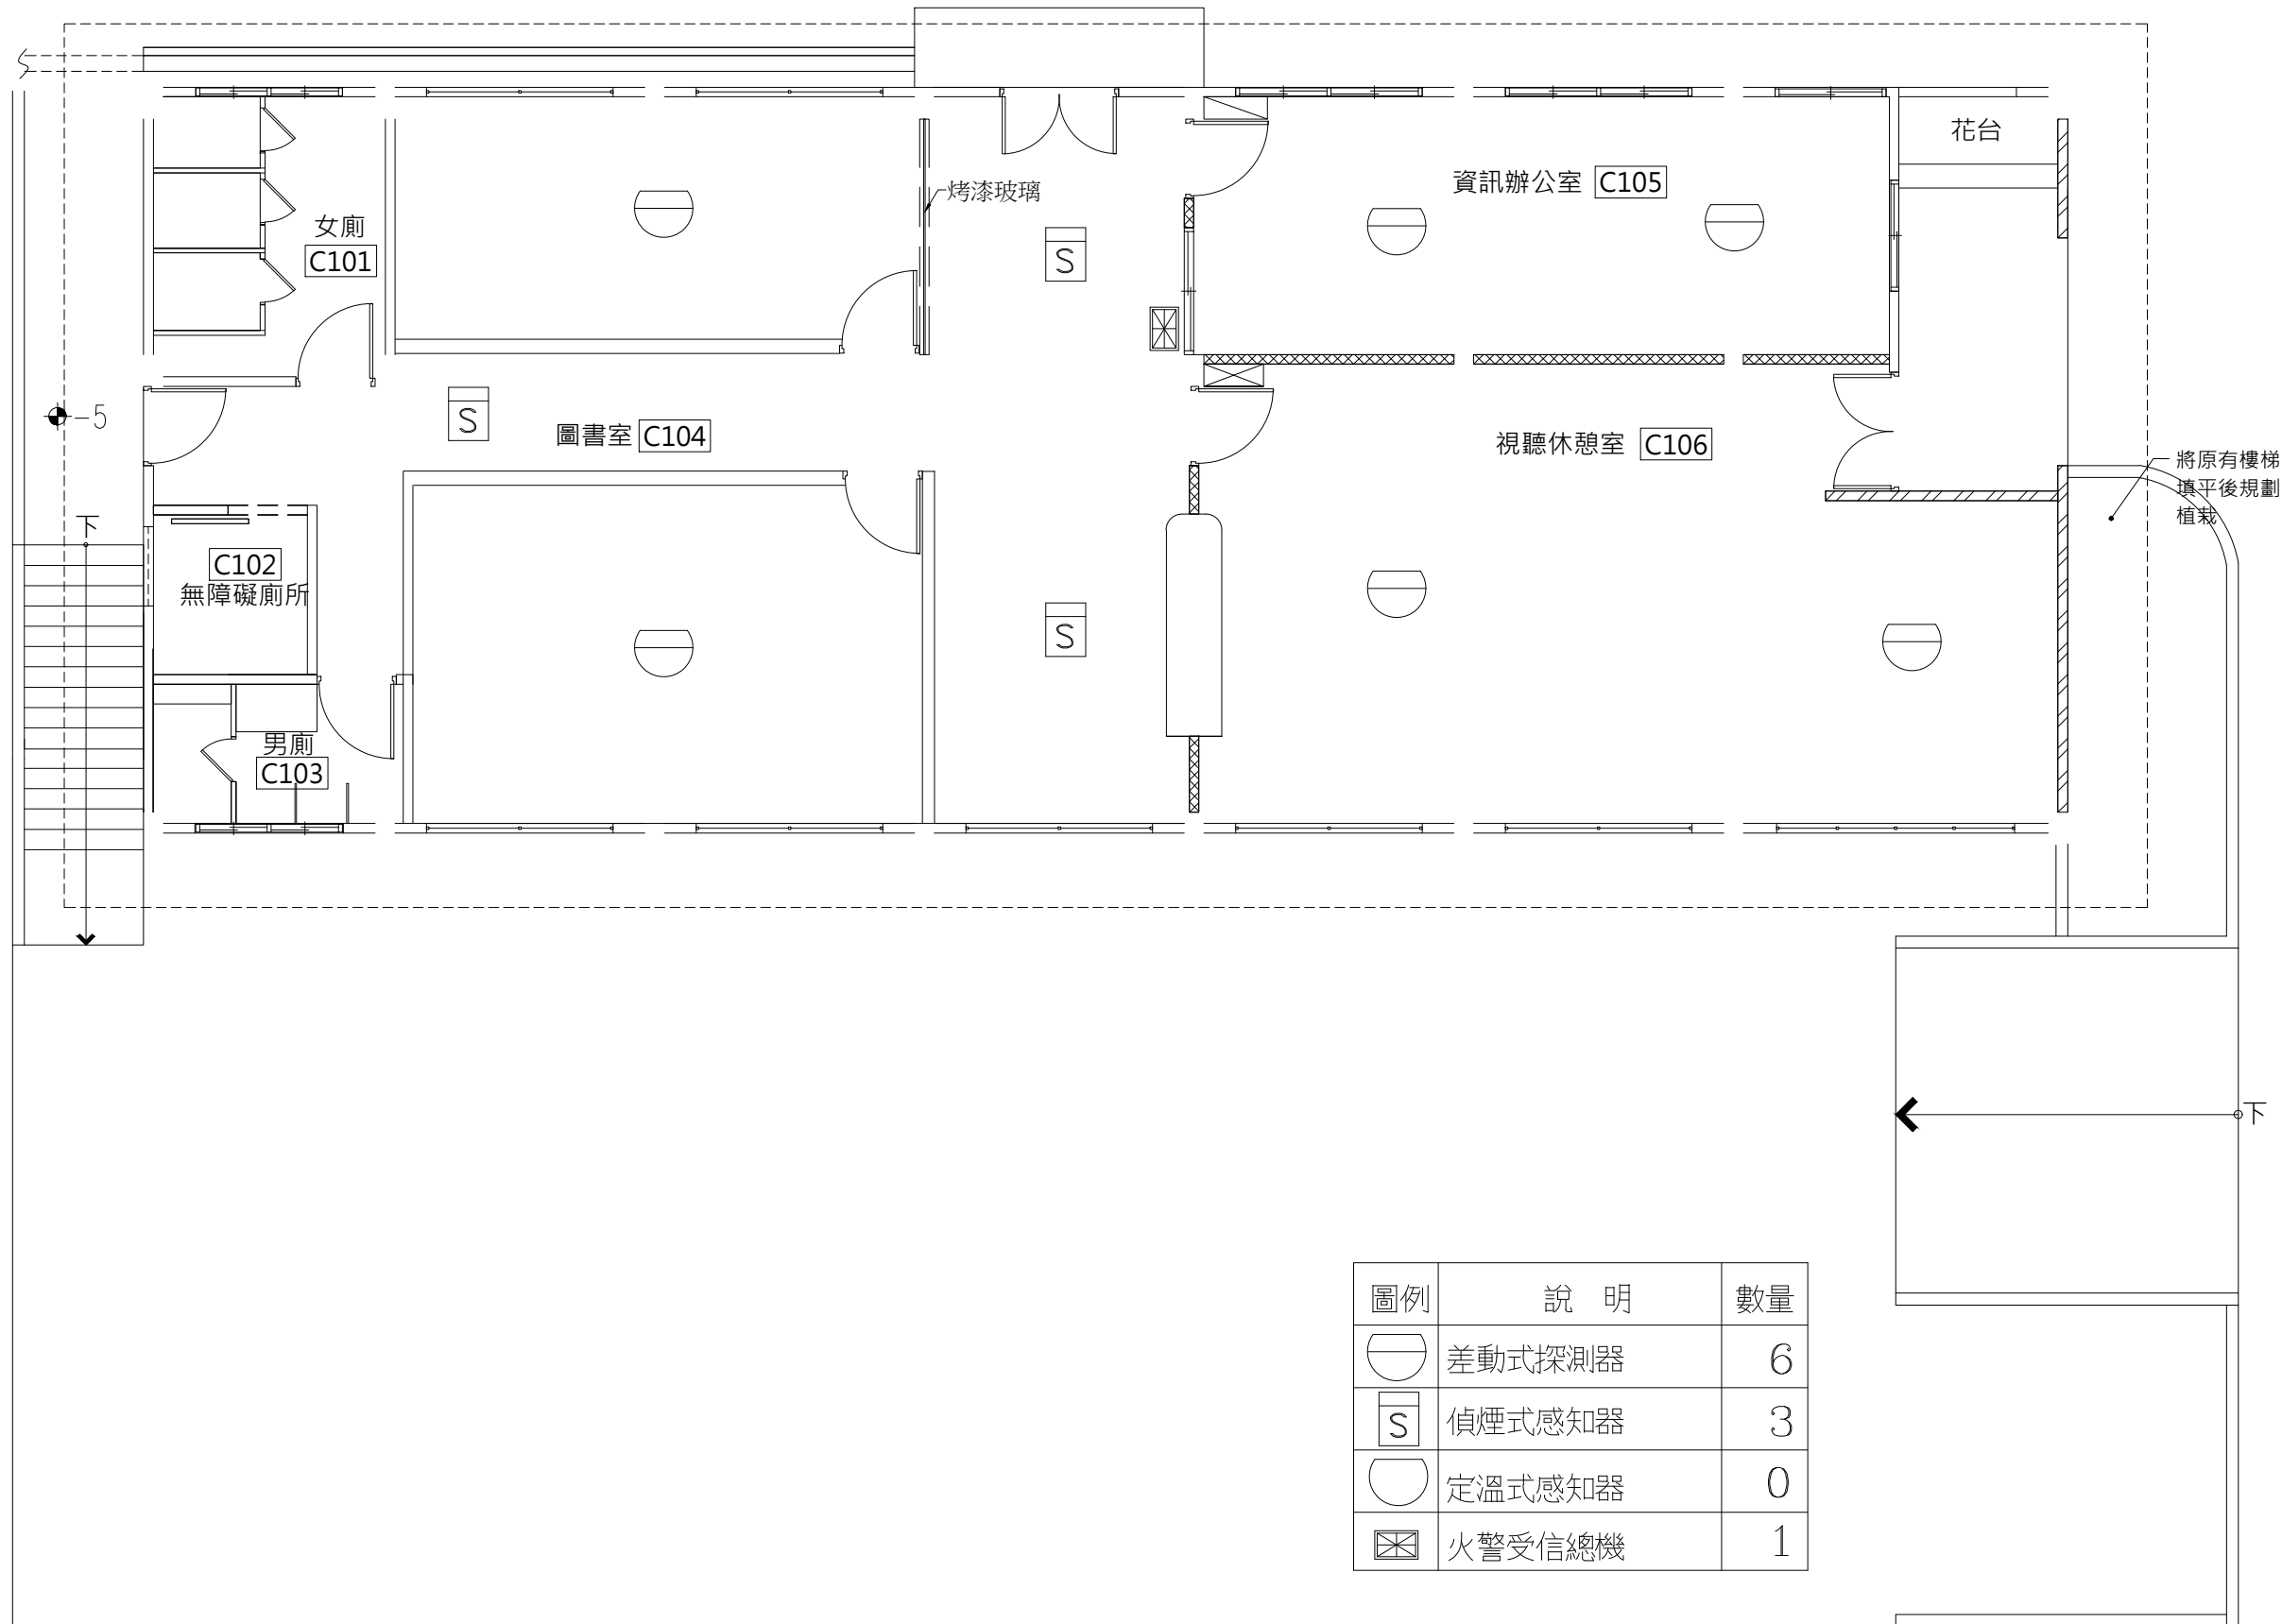 花台
資訊辦公室 C105
烤漆玻璃
女廁
C101
S
-5
S
圖書室 C104
視聽休憩室 C106
將原有樓梯
填平後規劃
植栽
下
C102
無障礙廁所
S
男廁
C103
下
圖例 說 明 數量
差動式探測器 6
S 偵煙式感知器 3
定溫式感知器 0
火警受信總機 1